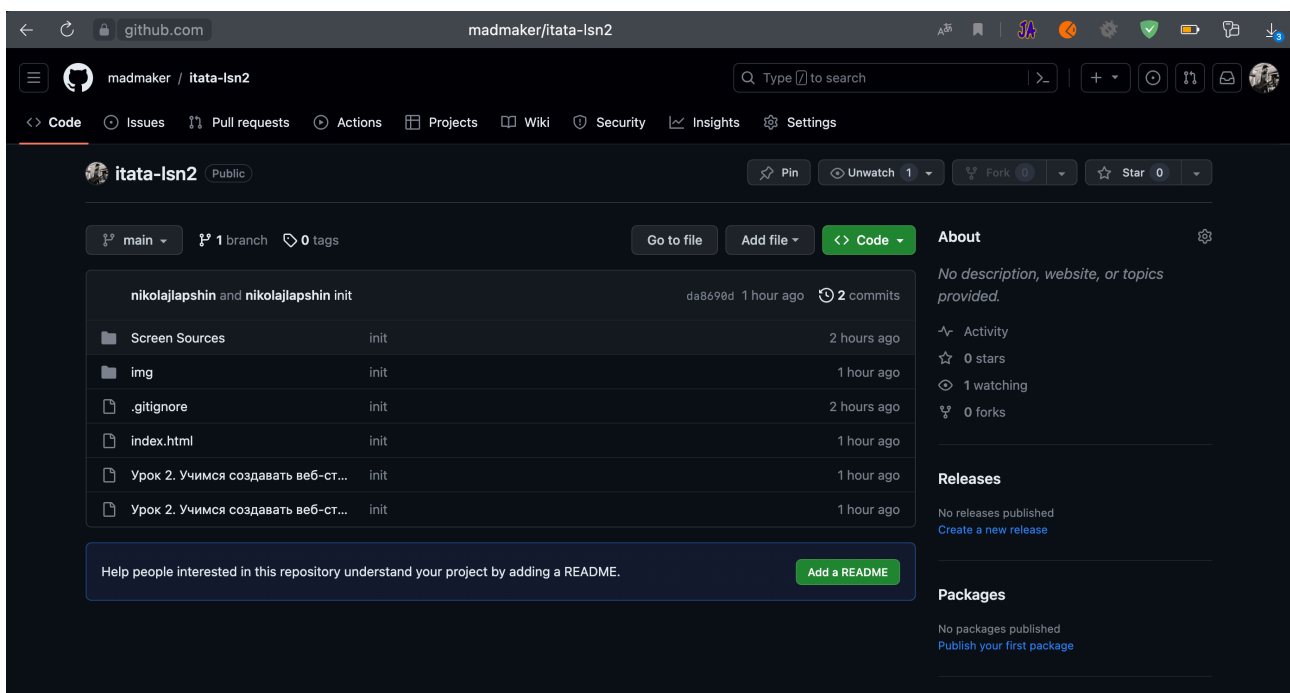 github.com madmaker/itata-lsn2 3
madmaker / itata-lsn2 Type / to search
Code Issues Pull requests Actions Projects Wiki Security Insights Settings
itata-lsn2 Public Pin Unwatch 1 Fork 0 Star 0
main 1 branch 0 tags Go to file Add file <> Code
nikolajlapshin and nikolajlapshin init da8690d 1 hour ago 2 commits
Screen Sources init 2 hours ago
img init 1 hour ago
.gitignore init 2 hours ago
index.html init 1 hour ago
Урок 2. Учимся создавать веб-ст... init 1 hour ago
Урок 2. Учимся создавать веб-ст... init 1 hour ago
Help people interested in this repository understand your project by adding a README. Add a README
About
No description, website, or topics
provided.
Activity
0 stars
1 watching
0 forks
Releases
No releases published
Create a new release
Packages
No packages published
Publish your first package